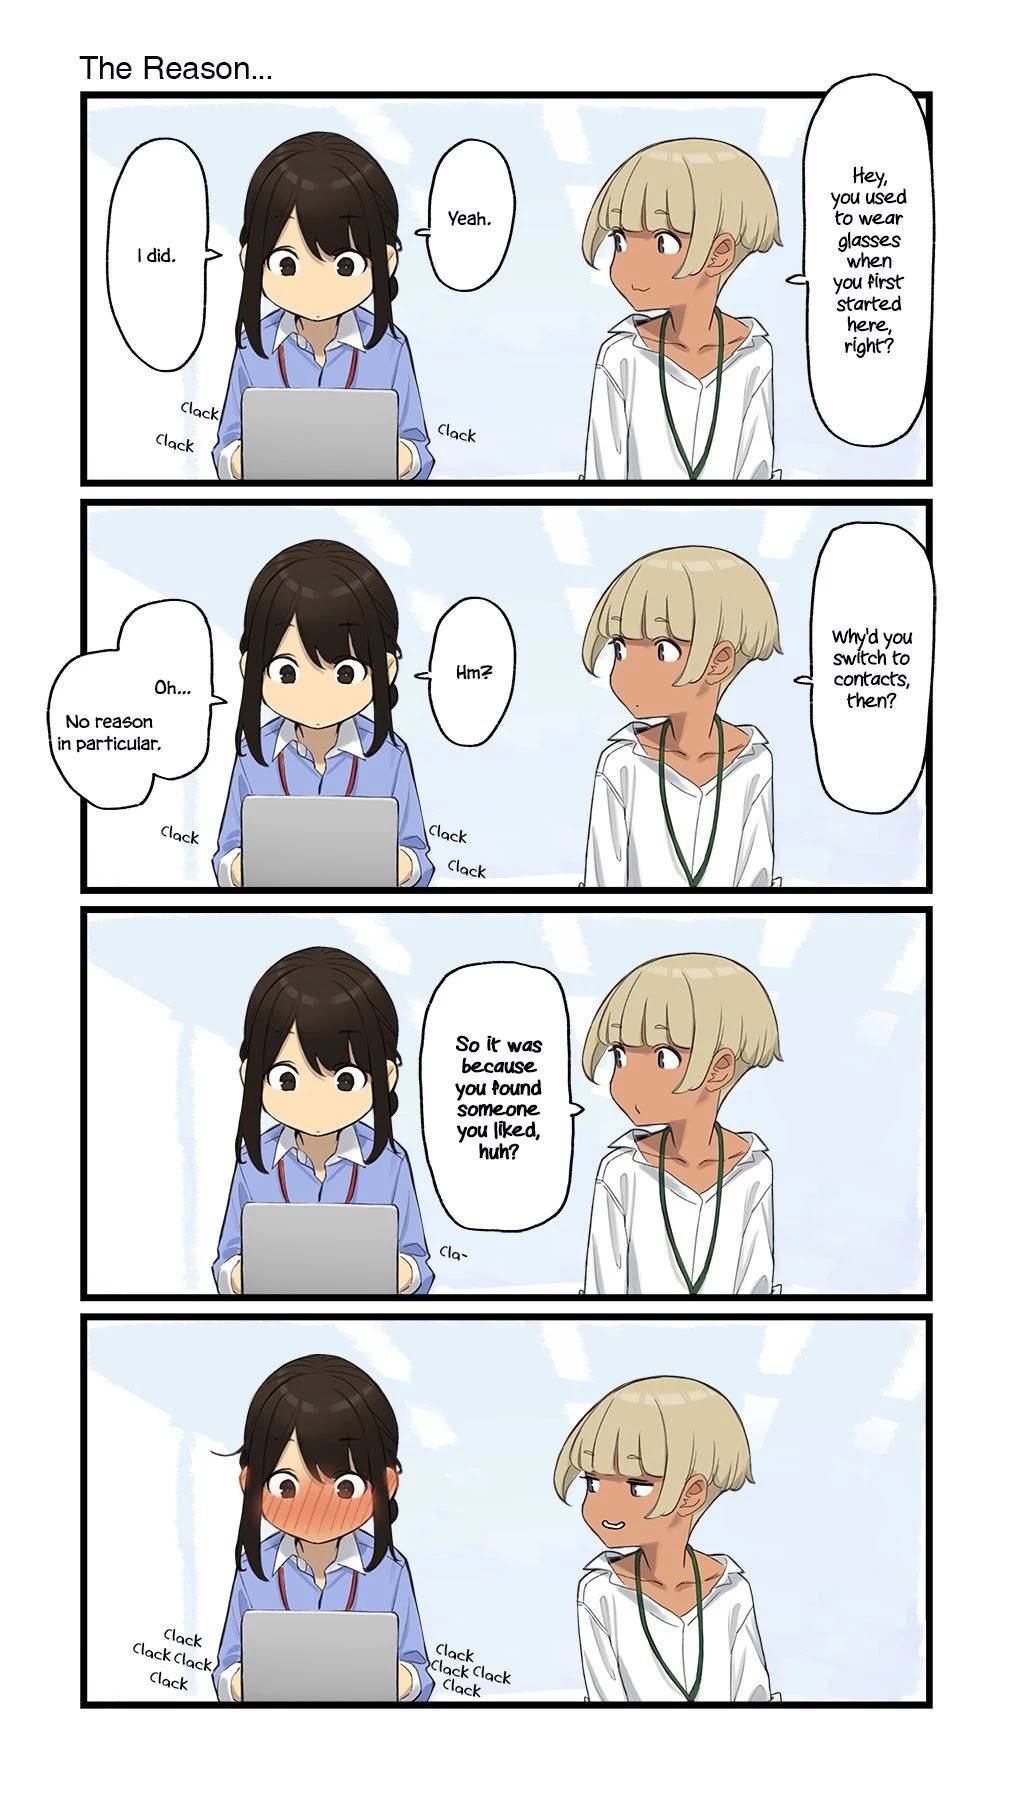 The Reason...
Hey,
you used
to wear
glasses
when
you first
started
here,
right?
Yeah.
I did.
Clack
Clack
Clack
Why'd you
switch to
contacts,
then?
Hm?
Oh...
No reason
in particular.
Clack
Clack
Clack
So it was
because
you found
someone
you liked,
huh?
Cla-
Clack
Clack Clack
Clack
Clack
Clack Clack
Clack